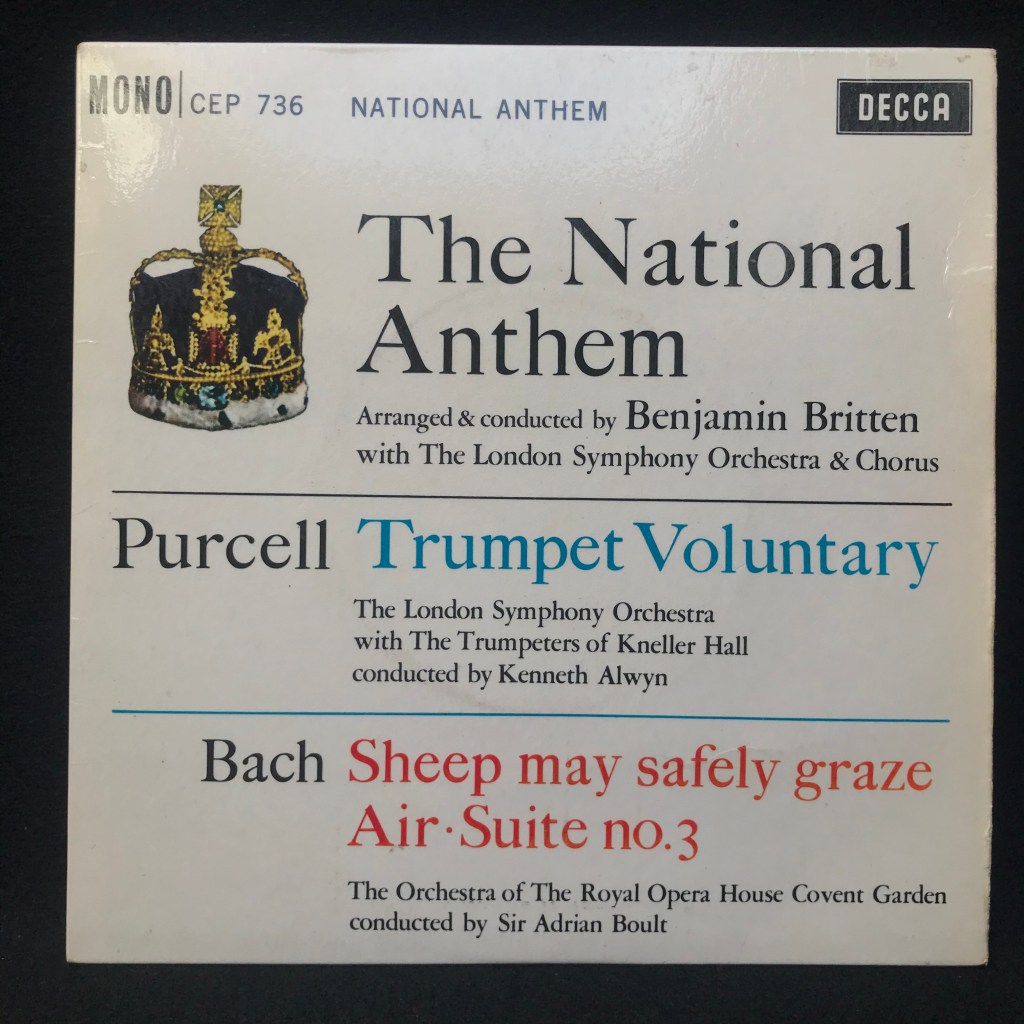 MONO CEP 736 NATIONAL ANTHEM DECCA
The National
Anthem
Arranged & conducted by Benjamin Britten
with The London Symphony Orchestra & Chorus
Purcell Trumpet Voluntary
The London Symphony Orchestra
with The Trumpeters of Kneller Hall
conducted by Kenneth Alwyn
Bach Sheep may safely graze
Air·Suite no.3
The Orchestra of The Royal Opera House Covent Garden
conducted by Sir Adrian Boult